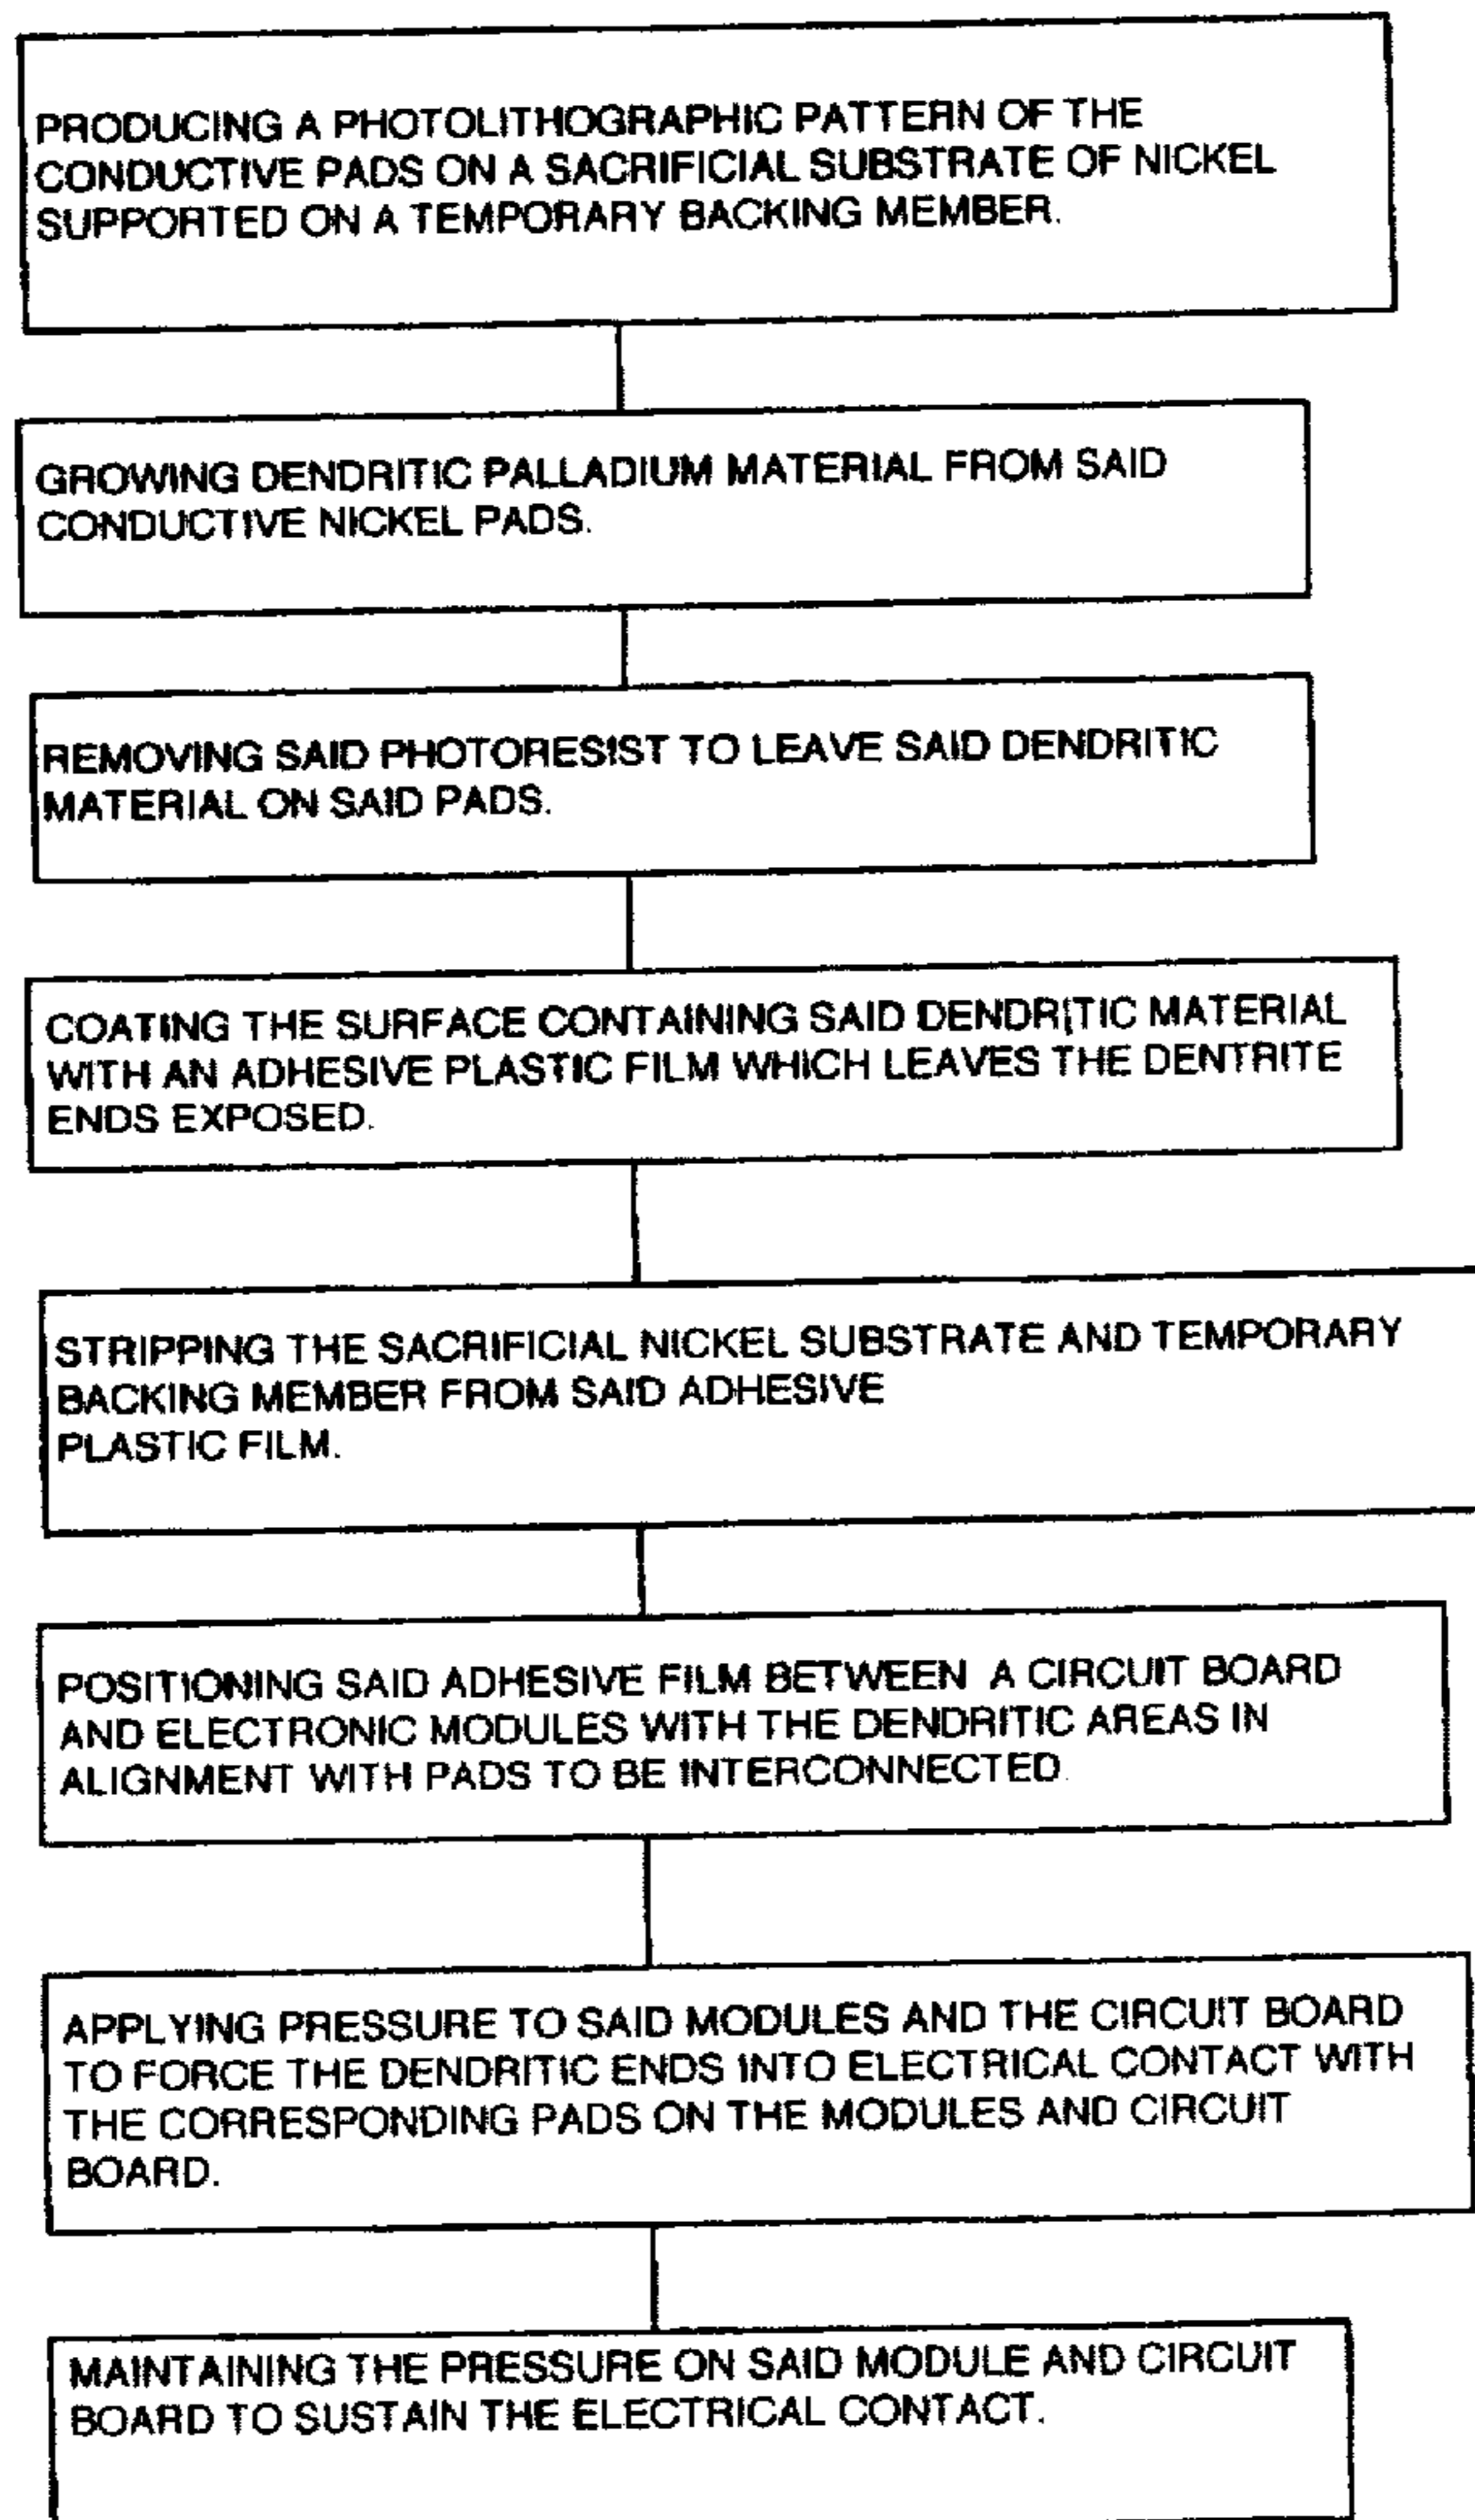 PRODUCING A PHOTOLITHOGRAPHIC PATTERN OF THE
CONDUCTIVE PADS ON A SACRIFICIAL SUBSTRATE OF NICKEL
SUPPORTED ON A TEMPORARY BACKING MEMBER.
GROWING DENDRITIC PALLADIUM MATERIAL FROM SAID
CONDUCTIVE NICKEL PADS.
REMOVING SAID PHOTORESIST TO LEAVE SAID DENDRITIC
MATERIAL ON SAID PADS.
COATING THE SURFACE CONTAINING SAID DENDRITIC MATERIAL
WITH AN ADHESIVE PLASTIC FILM WHICH LEAVES THE DENTRITE
ENDS EXPOSED.
STRIPPING THE SACRIFICIAL NICKEL SUBSTRATE AND TEMPORARY
BACKING MEMBER FROM SAID ADHESIVE
PLASTIC FILM.
POSITIONING SAID ADHESIVE FILM BETWEEN A CIRCUIT BOARD
AND ELECTRONIC MODULES WITH THE DENDRITIC AREAS IN
ALIGNMENT WITH PADS TO BE INTERCONNECTED.
APPLYING PRESSURE TO SAID MODULES AND THE CIRCUIT BOARD
TO FORCE THE DENDRITIC ENDS INTO ELECTRICAL CONTACT WITH
THE CORRESPONDING PADS ON THE MODULES AND CIRCUIT
BOARD.
MAINTAINING THE PRESSURE ON SAID MODULE AND CIRCUIT
BOARD TO SUSTAIN THE ELECTRICAL CONTACT.